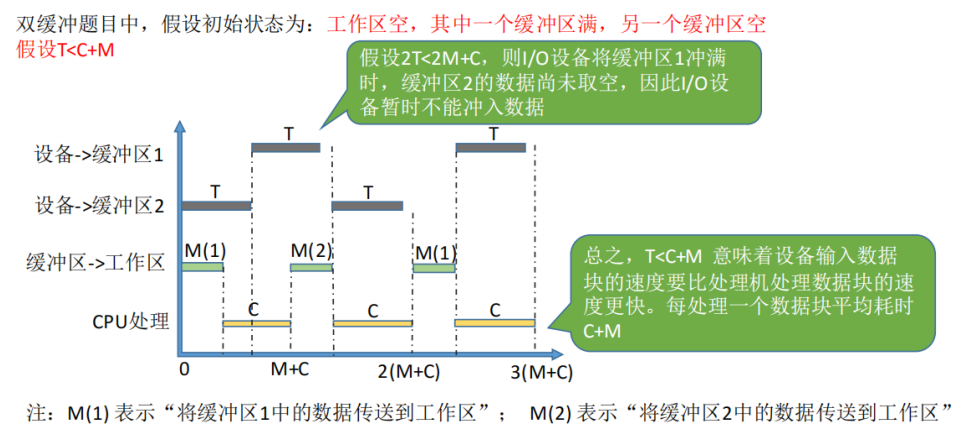 双缓冲题目中，假设初始状态为：工作区空，其中一个缓冲区满，另一个缓冲区空
假设T<C+M
假设2T<2M+C，则I/O设备将缓冲区1冲满
时，缓冲区2的数据尚未取空，因此I/O设
备暂时不能冲入数据
设备->缓冲区1
T
T
设备->缓冲区2
T
T
缓冲区->工作区
M(1)
M(2)
M(1)
CPU处理
C
C
C
0
M+C
2(M+C)
3(M+C)
总之，T<C+M 意味着设备输入数据
块的速度要比处理机处理数据块的速
度更快。每处理一个数据块平均耗时
C+M
注：M(1) 表示“将缓冲区1中的数据传送到工作区”； M(2) 表示“将缓冲区2中的数据传送到工作区”